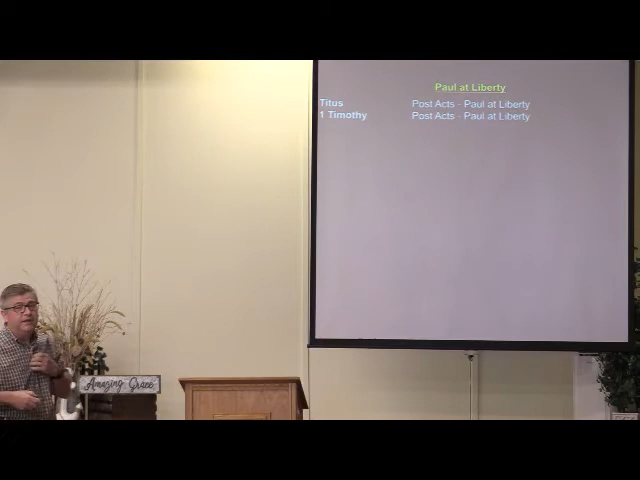 Paul at Liberty
Titus Post Acts - Paul at Liberty
1 Timothy Post Acts - Paul at Liberty
Amazing Grace